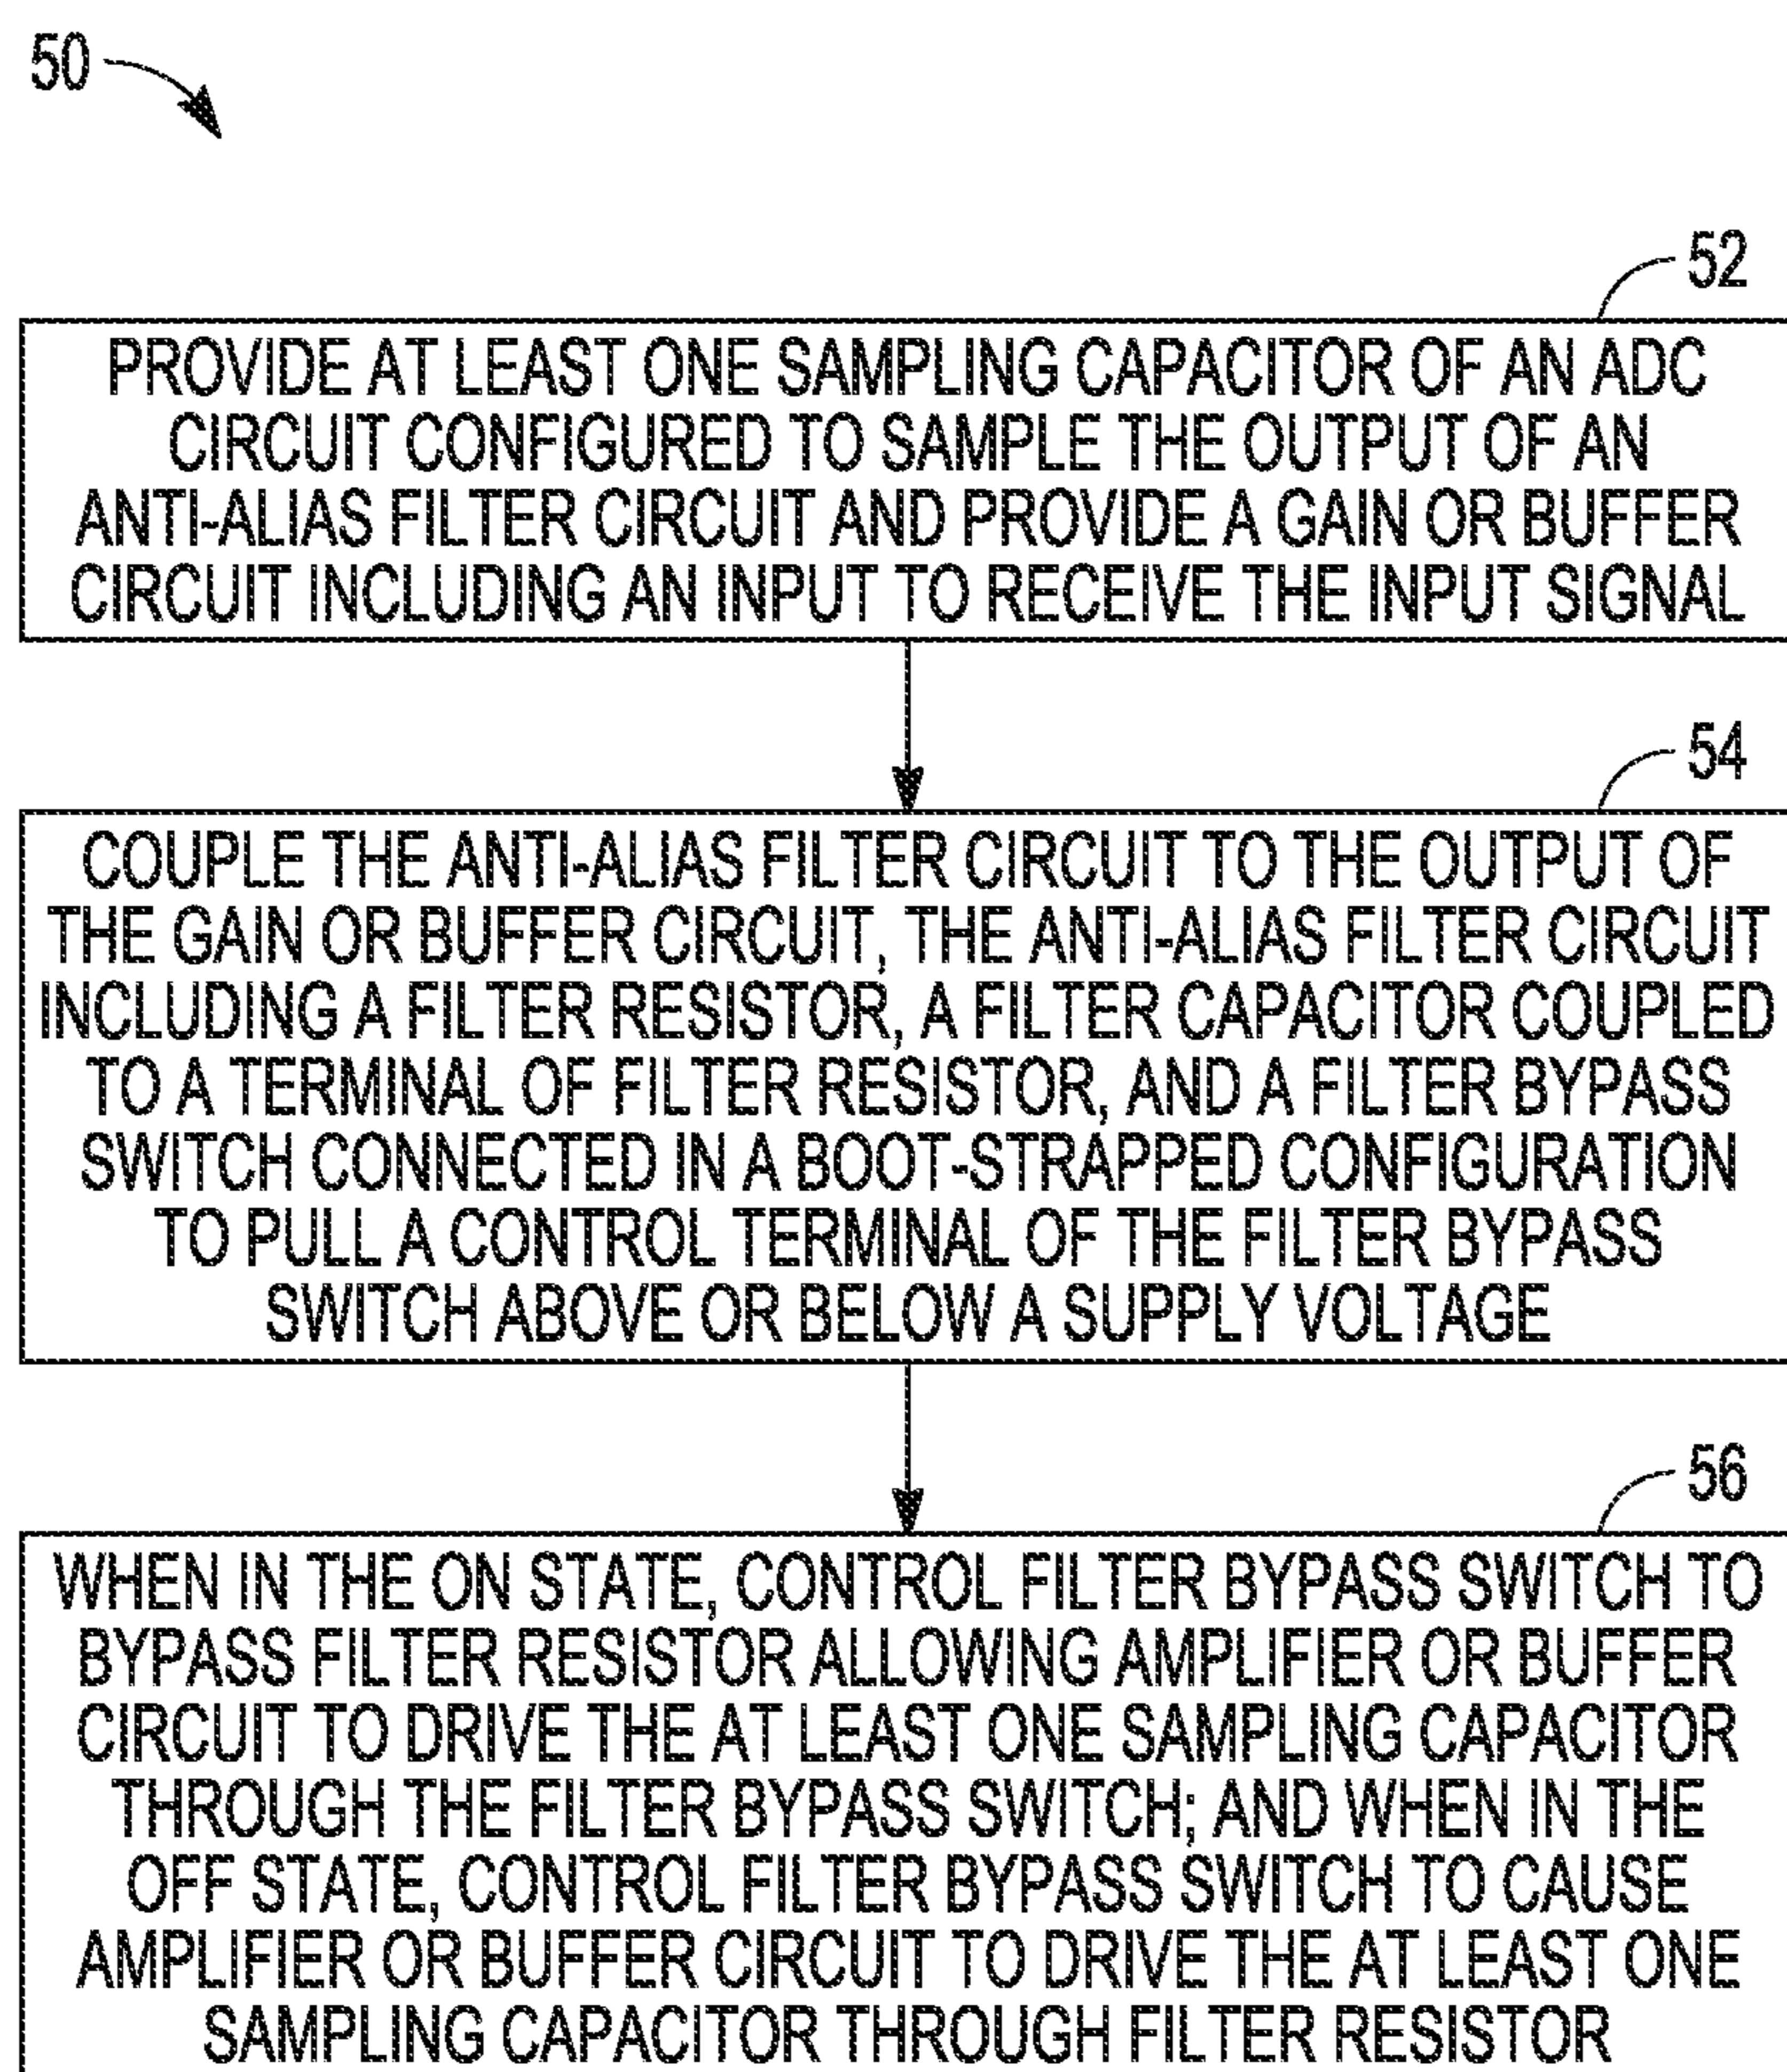 50
52
PROVIDE AT LEAST ONE SAMPLING CAPACITOR OF AN ADC
CIRCUIT CONFIGURED TO SAMPLE THE OUTPUT OF AN
ANTI-ALIAS FILTER CIRCUIT AND PROVIDE A GAIN OR BUFFER
CIRCUIT INCLUDING AN INPUT TO RECEIVE THE INPUT SIGNAL
54
COUPLE THE ANTI-ALIAS FILTER CIRCUIT TO THE OUTPUT OF
THE GAIN OR BUFFER CIRCUIT, THE ANTI-ALIAS FILTER CIRCUIT
INCLUDING A FILTER RESISTOR, A FILTER CAPACITOR COUPLED
TO A TERMINAL OF FILTER RESISTOR, AND A FILTER BYPASS
SWITCH CONNECTED IN A BOOT-STRAPPED CONFIGURATION
TO PULL A CONTROL TERMINAL OF THE FILTER BYPASS
SWITCH ABOVE OR BELOW A SUPPLY VOLTAGE
56
WHEN IN THE ON STATE, CONTROL FILTER BYPASS SWITCH TO
BYPASS FILTER RESISTOR ALLOWING AMPLIFIER OR BUFFER
CIRCUIT TO DRIVE THE AT LEAST ONE SAMPLING CAPACITOR
THROUGH THE FILTER BYPASS SWITCH; AND WHEN IN THE
OFF STATE, CONTROL FILTER BYPASS SWITCH TO CAUSE
AMPLIFIER OR BUFFER CIRCUIT TO DRIVE THE AT LEAST ONE
SAMPLING CAPACITOR THROUGH FILTER RESISTOR